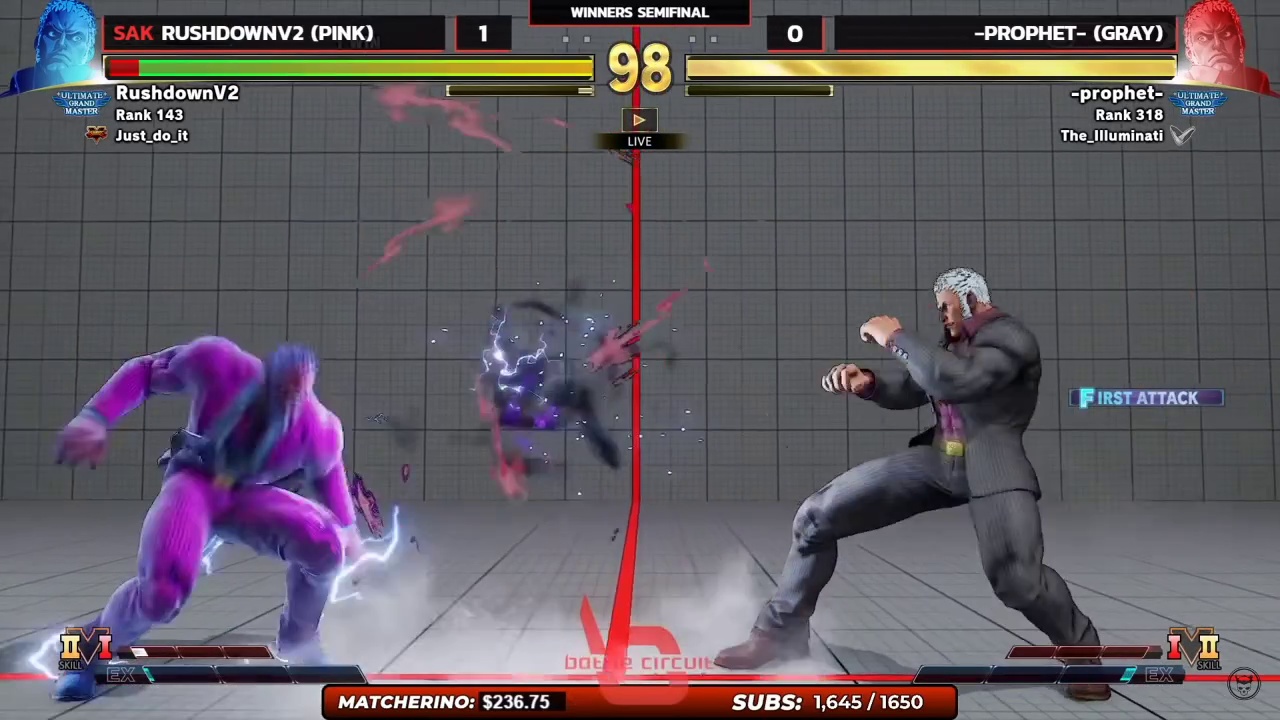 WINNERS SEMIFINAL
SAK RUSHDOWNV2 (PINK)
1
98
0
-PROPHET- (GRAY)
ULTIMATE GRAND MASTER
RushdownV2
Rank 143
Just_do_it
LIVE
-prophet-
Rank 318
The_Illuminati
ULTIMATE GRAND MASTER
FIRST ATTACK
II
I
SKILL
EX
I
II
SKILL
EX
battle circuit
MATCHERINO: $236.75
SUBS: 1,645 / 1650